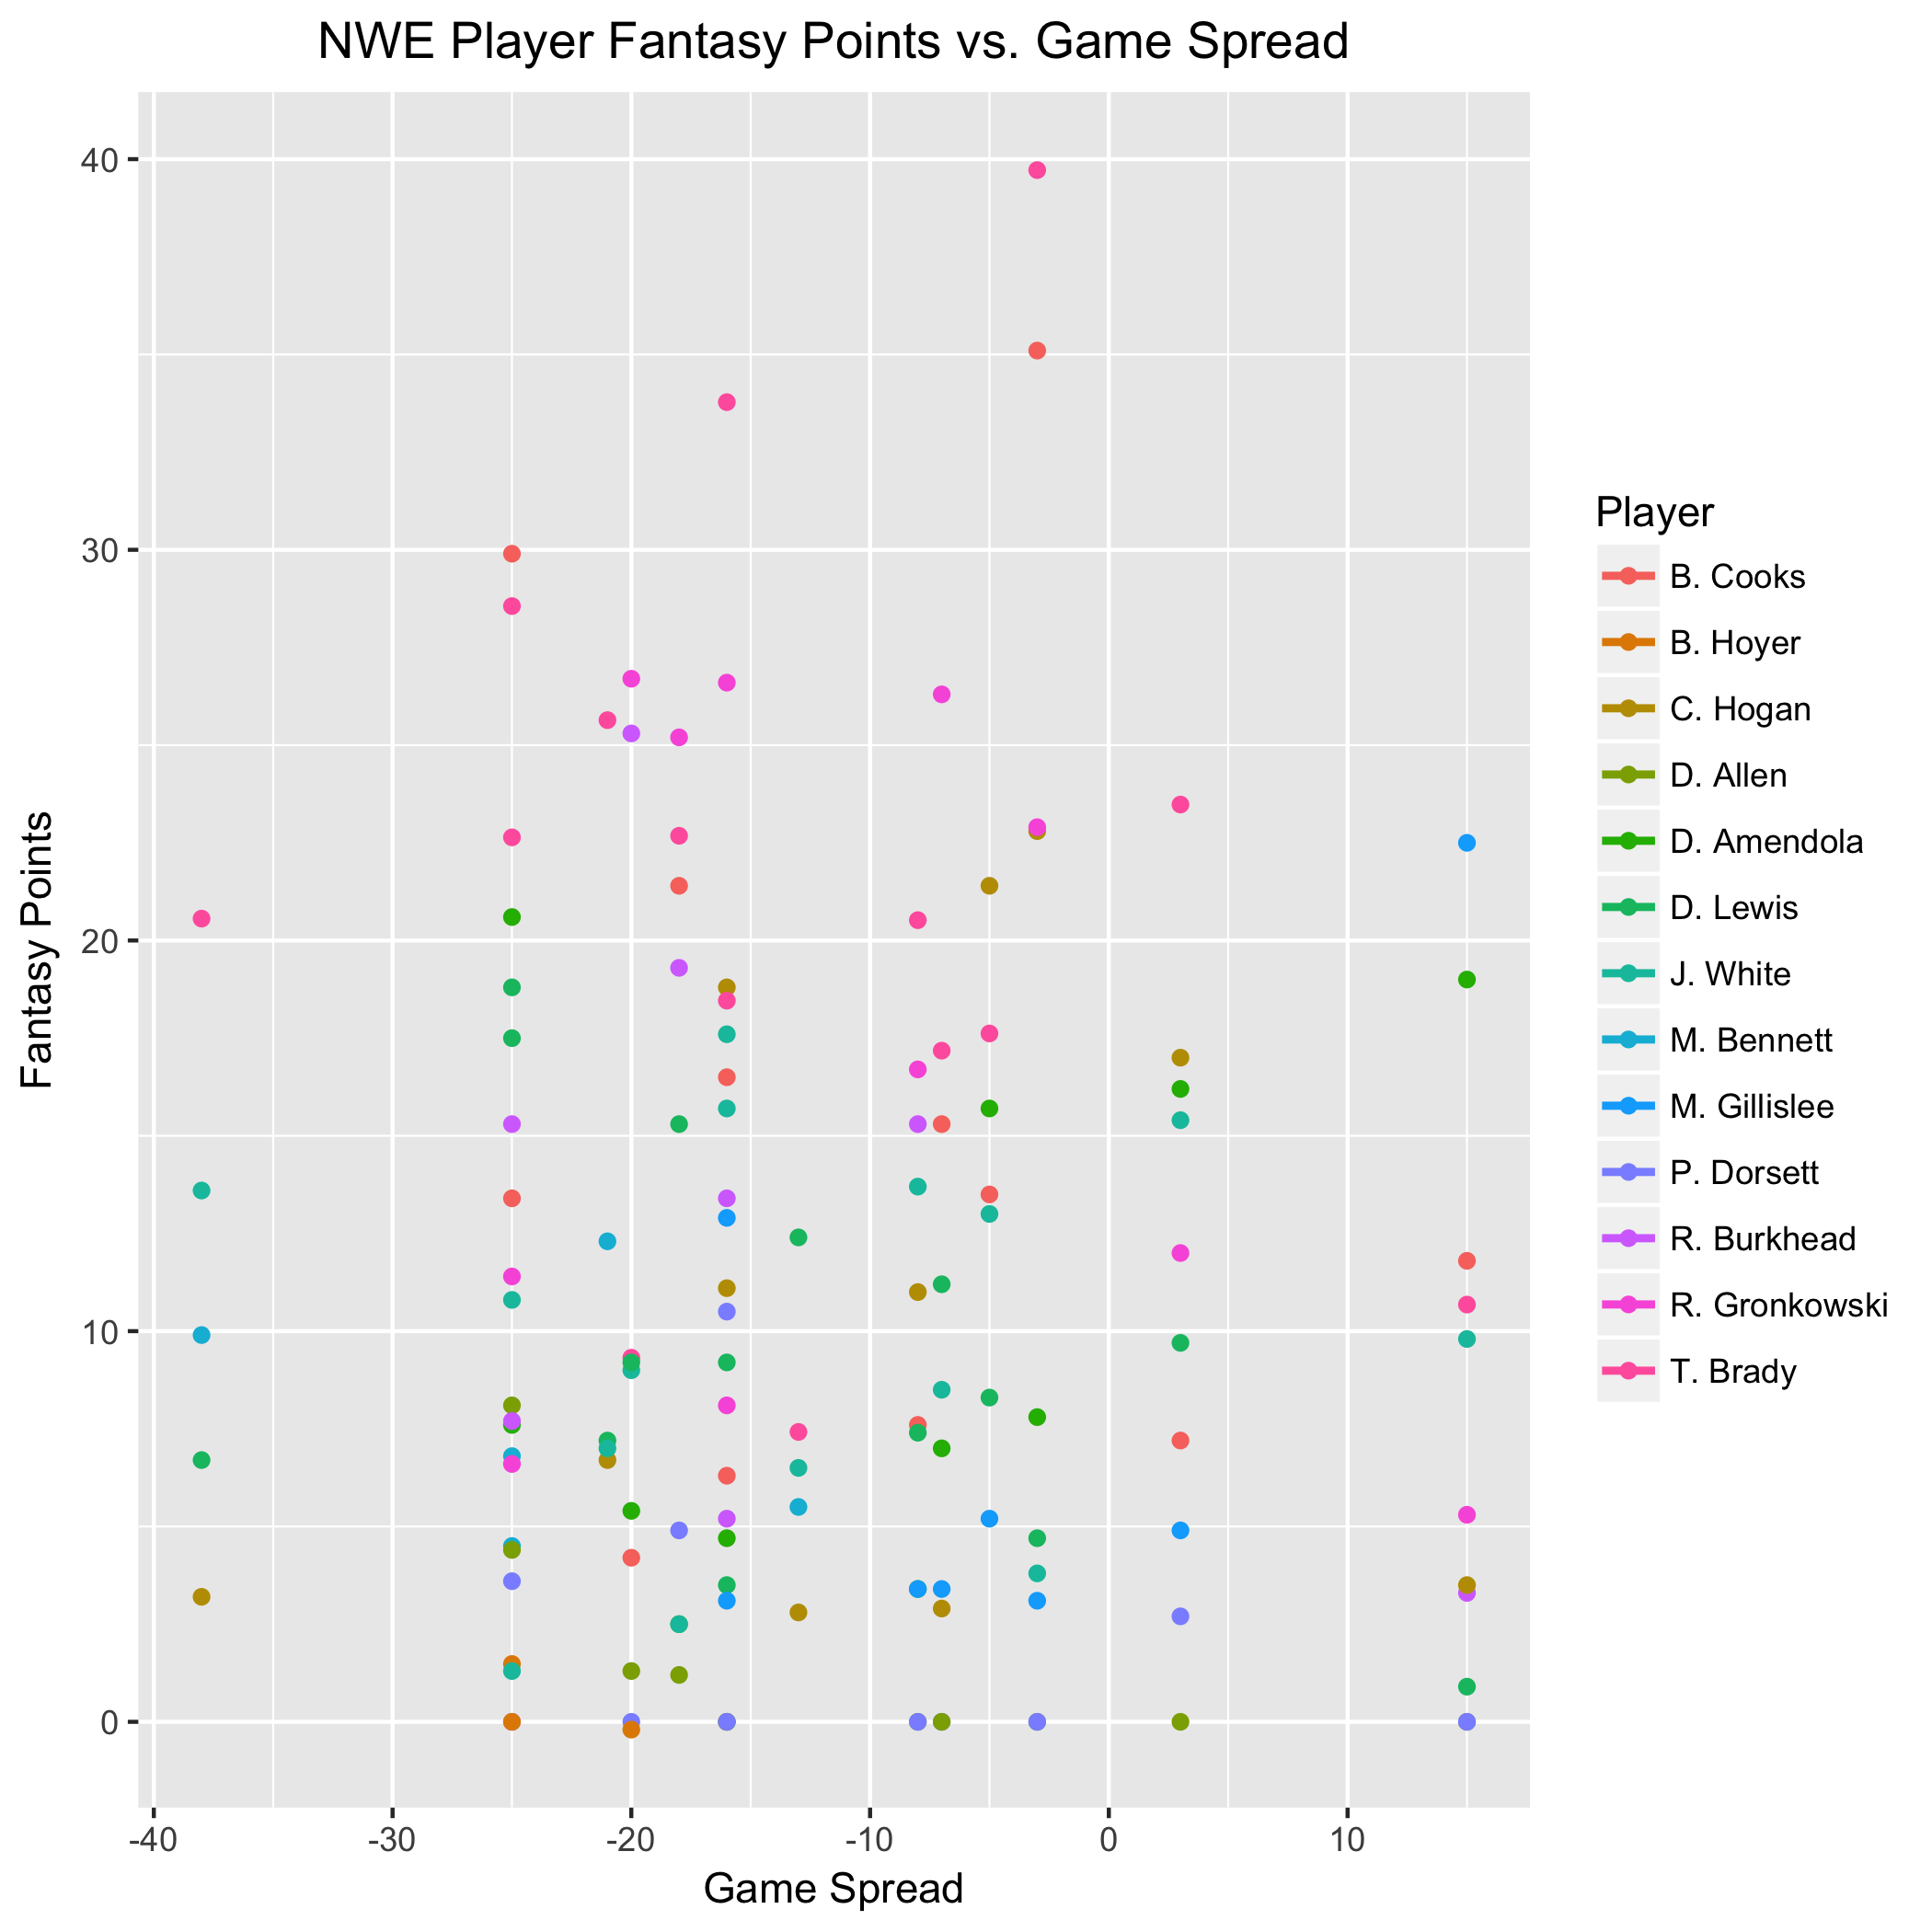 NWE Player Fantasy Points vs. Game Spread
40
30
20
10
0
Fantasy Points
-40
-30
-20
-10
0
10
Game Spread
Player
B. Cooks
B. Hoyer
C. Hogan
D. Allen
D. Amendola
D. Lewis
J. White
M. Bennett
M. Gillislee
P. Dorsett
R. Burkhead
R. Gronkowski
T. Brady